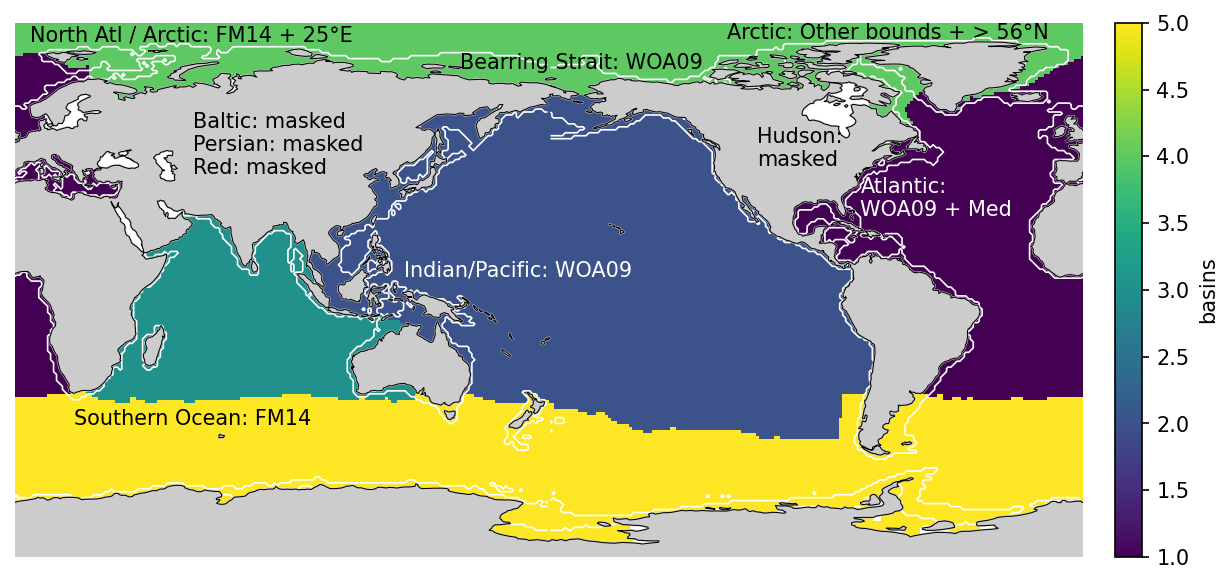 North Atl / Arctic: FM14 + 25°E
Arctic: Other bounds + > 56°N
Bearring Strait: WOA09
Baltic: masked
Persian: masked
Red: masked
Hudson:
masked
Atlantic:
WOA09 + Med
Indian/Pacific: WOA09
Southern Ocean: FM14
5.0
4.5
4.0
3.5
3.0
2.5
2.0
1.5
1.0
basins